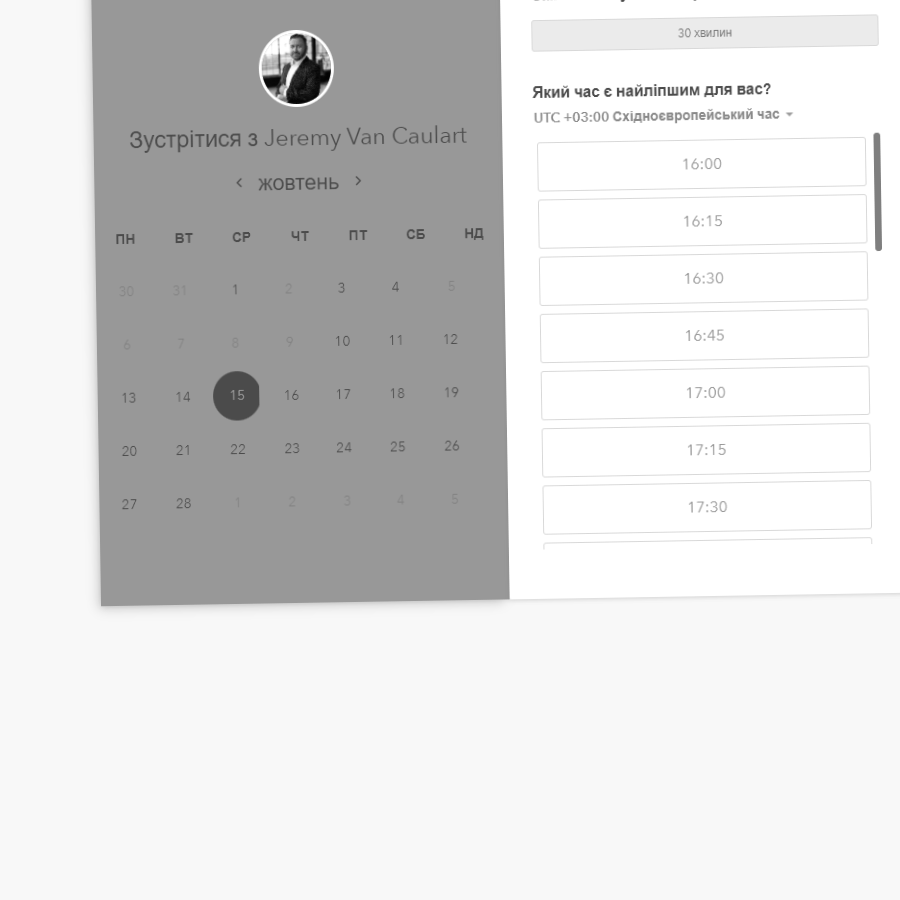 Зустрітися з Jeremy Van Caulart
‹ жовтень ›
ПН ВТ СР ЧТ ПТ СБ НД
30 31 1 2 3 4 5
6 7 8 9 10 11 12
13 14 15 16 17 18 19
20 21 22 23 24 25 26
27 28 1 2 3 4 5
30 хвилин
Який час є найліпшим для вас?
UTC +03:00 Східноєвропейський час
16:00
16:15
16:30
16:45
17:00
17:15
17:30